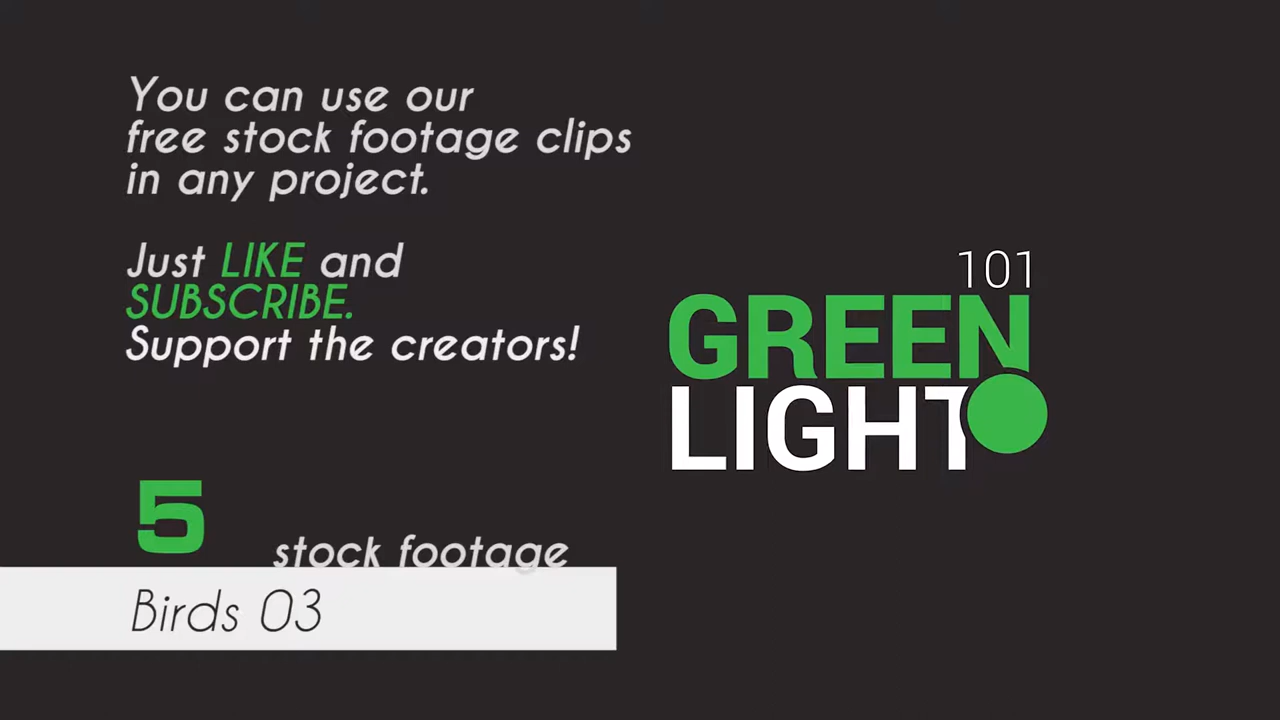 You can use our
free stock footage clips
in any project.
Just LIKE and
SUBSCRIBE.
Support the creators!
101
GREEN
LIGHT
5
stock footage
Birds 03